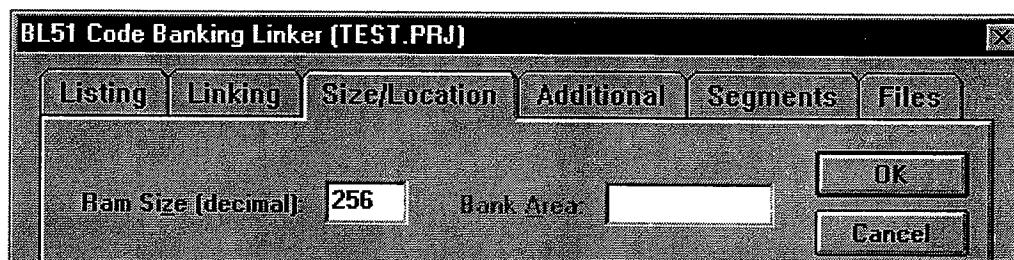 BL51 Code Banking Linker (TEST.PRJ)
Listing Linking Size/Location Additional Segments Files
Ram Size (decimal): 256 Bank Area: OK
Cancel